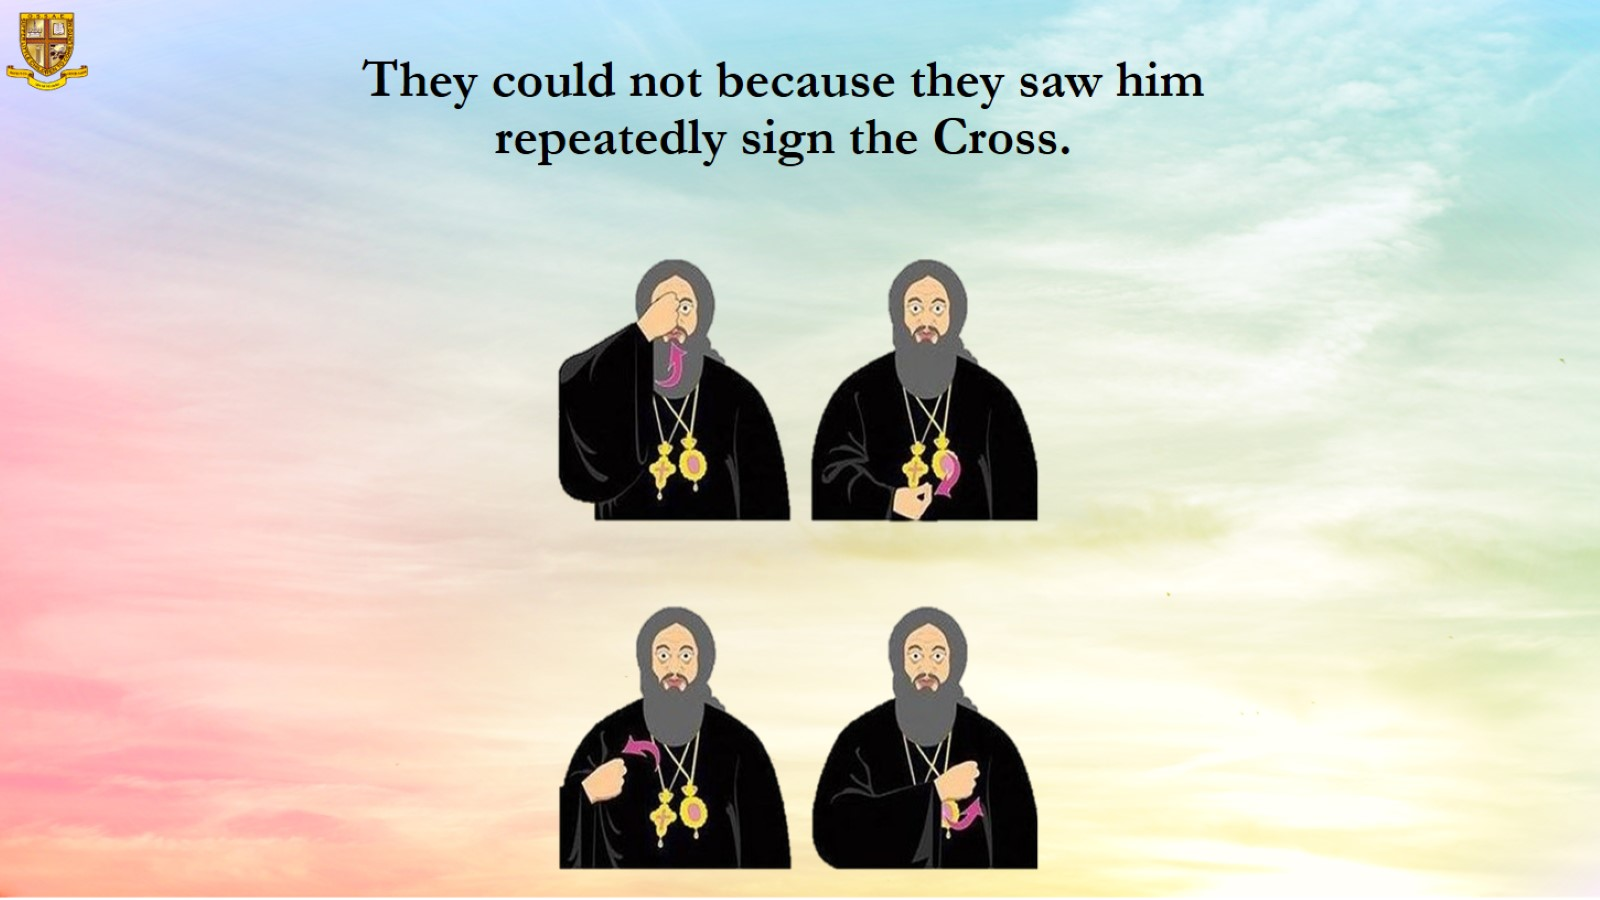 O.S.S.A.E.
They could not because they saw him
repeatedly sign the Cross.